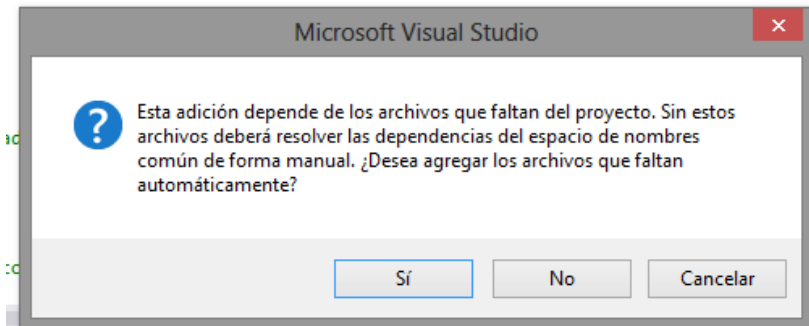 Microsoft Visual Studio
Esta adición depende de los archivos que faltan del proyecto. Sin estos
archivos deberá resolver las dependencias del espacio de nombres
común de forma manual. ¿Desea agregar los archivos que faltan
automáticamente?
Sí No Cancelar